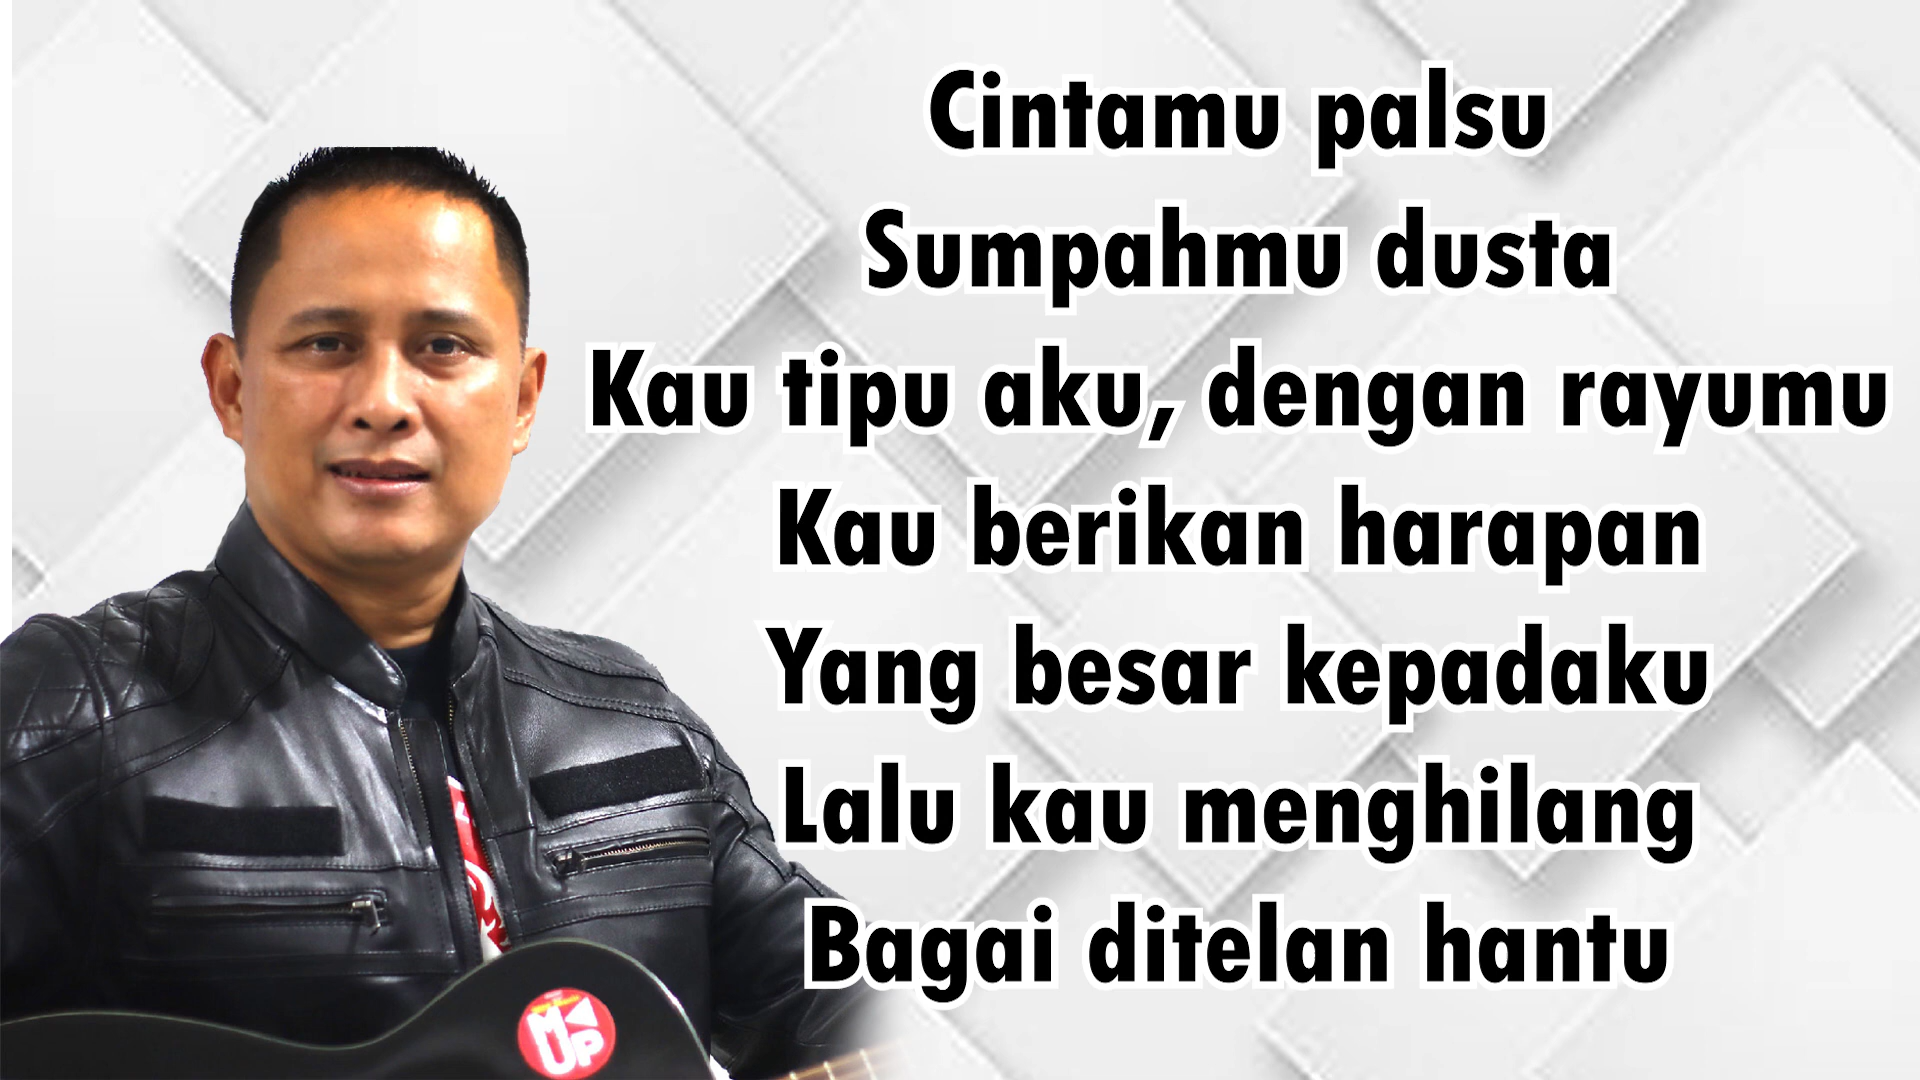 Cintamu palsu
Sumpahmu dusta
Kau tipu aku, dengan rayumu
Kau berikan harapan
Yang besar kepadaku
Lalu kau menghilang
Bagai ditelan hantu
M
UP